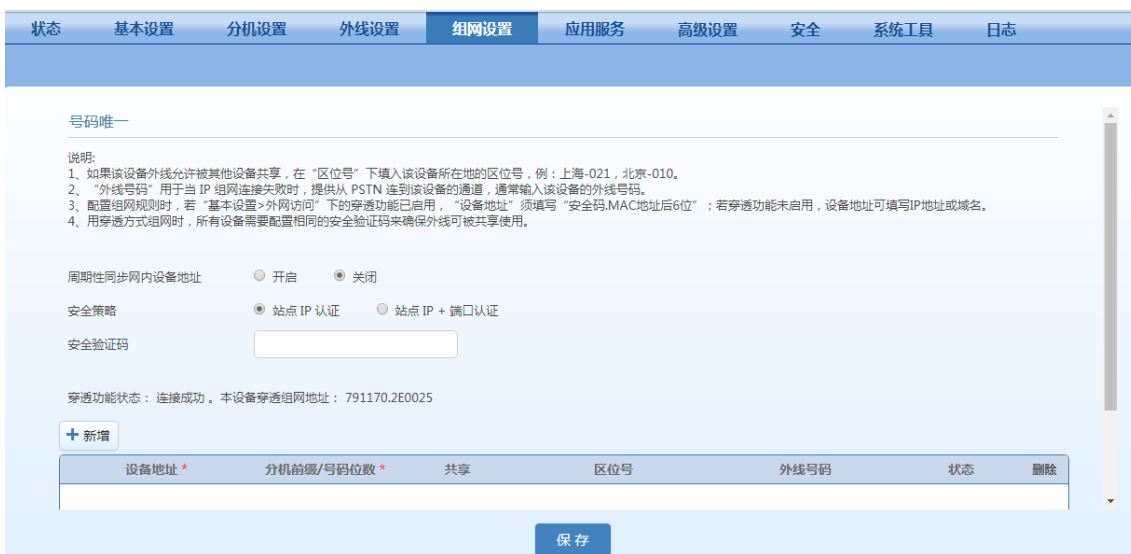 状态 基本设置 分机设置 外线设置 组网设置 应用服务 高级设置 安全 系统工具 日志
号码唯一
说明:
1、如果该设备外线允许被其他设备共享，在“区位号”下填入该设备所在地的区位号，例：上海-021，北京-010。
2、“外线号码”用于当 IP 组网连接失败时，提供从 PSTN 连到该设备的通道，通常输入该设备的外线号码。
3、配置组网规则时，若“基本设置>外网访问”下的穿透功能已启用，“设备地址”须填写“安全码.MAC地址后6位”；若穿透功能未启用，设备地址可填写IP地址或域名。
4、用穿透方式组网时，所有设备需要配置相同的安全验证码来确保外线可被共享使用。
周期性同步网内设备地址 开启 关闭
安全策略 站点 IP 认证 站点 IP + 端口认证
安全验证码
穿透功能状态： 连接成功 。本设备穿透组网地址： 791170.2E0025
+ 新增
设备地址 * 分机前缀/号码位数 * 共享 区位号 外线号码 状态 删除
保 存